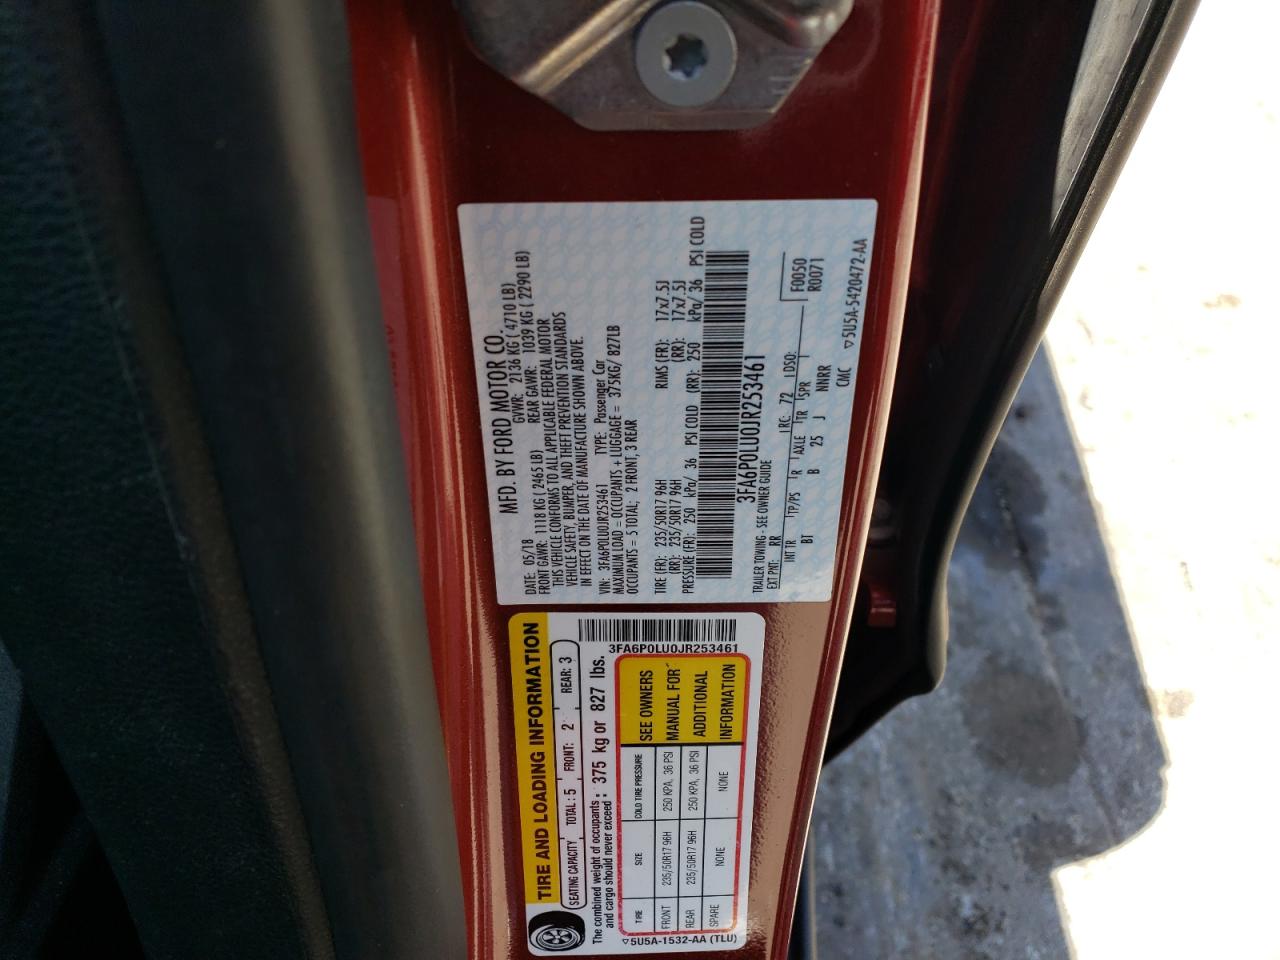 MFD. BY FORD MOTOR CO.
DATE: 05/18 GVWR: 2136 KG ( 4710 LB)
FRONT GAWR: 1118 KG ( 2465 LB) REAR GAWR: 1039 KG ( 2290 LB)
THIS VEHICLE CONFORMS TO ALL APPLICABLE FEDERAL MOTOR
VEHICLE SAFETY, BUMPER, AND THEFT PREVENTION STANDARDS
IN EFFECT ON THE DATE OF MANUFACTURE SHOWN ABOVE.
VIN: 3FA6P0LU0JR253461 TYPE: Passenger Car
MAXIMUM LOAD = OCCUPANTS + LUGGAGE = 375KG/ 827LB
OCCUPANTS = 5 TOTAL; 2 FRONT, 3 REAR
TIRE (FR): 235/50R17 96H RIMS (FR): 17x7.5J
(RR): 235/50R17 96H (RR): 17x7.5J
PRESSURE (FR): 250 kPa/ 36 PSI COLD (RR): 250 kPa/ 36 PSI COLD
3FA6P0LU0JR253461
TRAILER TOWING - SEE OWNER GUIDE
EXT PNT: RR RC: 72 DSO: F0050
R0071
INT TR TP/PS R AXLE TR SPR
BT B 25 J NNRR
CMC
▽5U5A-5420472-AA
TIRE AND LOADING INFORMATION
SEATING CAPACITY TOTAL: 5 FRONT: 2 REAR: 3
The combined weight of occupants and cargo should never exceed: 375 kg or 827 lbs.
3FA6P0LU0JR253461
TIRE SIZE COLD TIRE PRESSURE
FRONT 235/50R17 96H 250 KPA, 36 PSI
REAR 235/50R17 96H 250 KPA, 36 PSI
SPARE NONE NONE
SEE OWNERS
MANUAL FOR
ADDITIONAL
INFORMATION
▽5U5A-1532-AA (TLU)